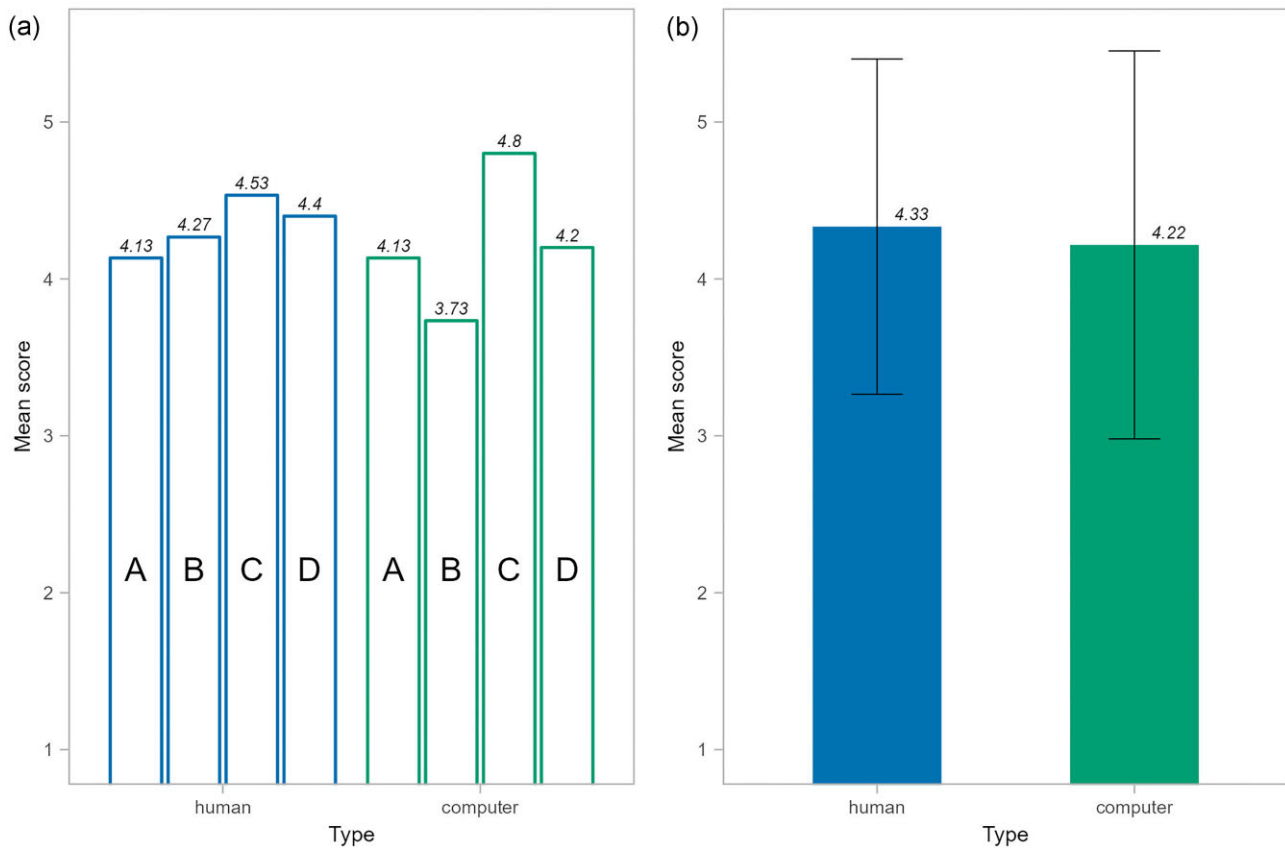 (a)
Mean score
5
4
3
2
1
4.13
4.27
4.53
4.4
4.13
3.73
4.8
4.2
A B C D A B C D
human computer
Type
(b)
Mean score
5
4
3
2
1
4.33
4.22
human computer
Type